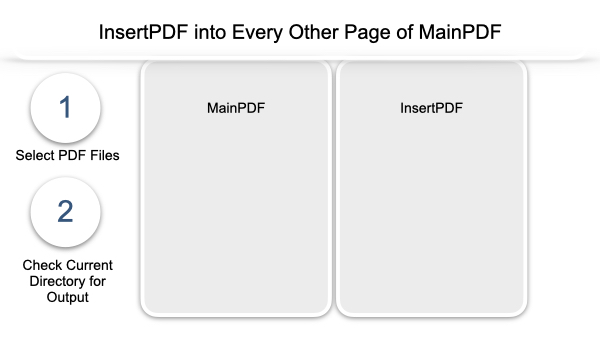 InsertPDF into Every Other Page of MainPDF
1
Select PDF Files
2
Check Current
Directory for
Output
MainPDF
InsertPDF